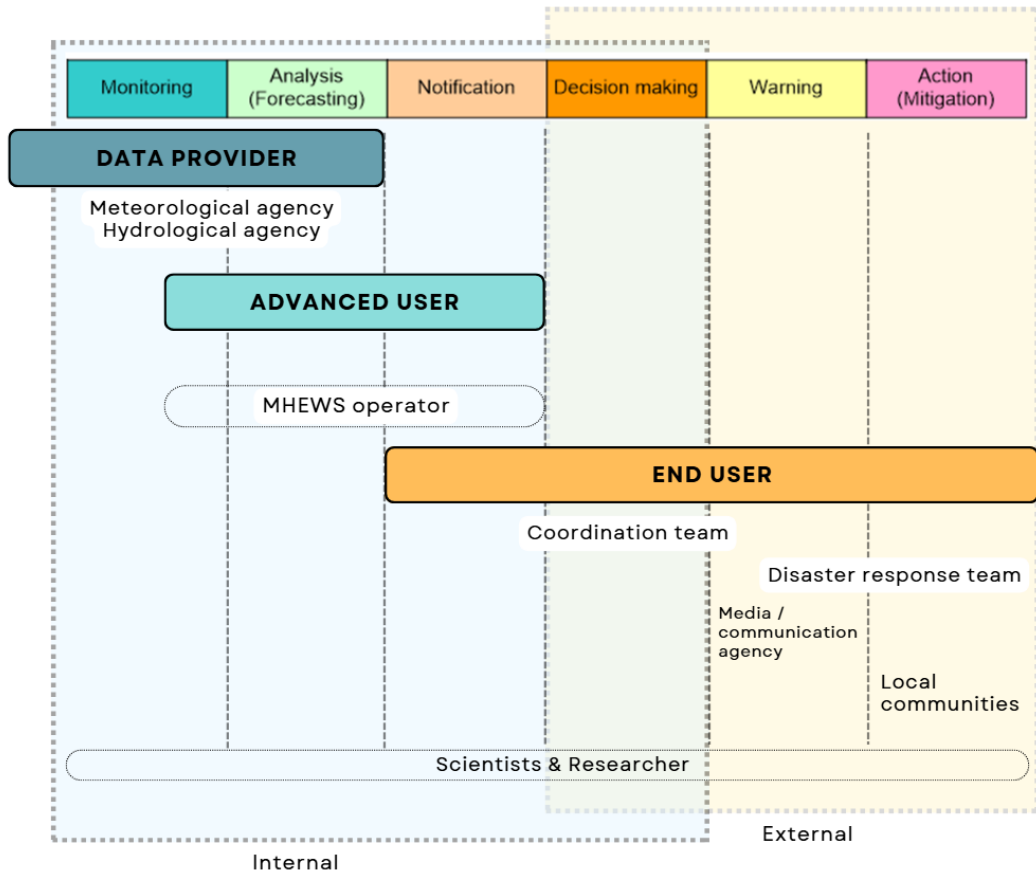 Monitoring
Analysis
(Forecasting)
Notification
Decision making
Warning
Action
(Mitigation)
DATA PROVIDER
Meteorological agency
Hydrological agency
ADVANCED USER
MHEWS operator
END USER
Coordination team
Disaster response team
Media /
communication
agency
Local
communities
Scientists & Researcher
External
Internal